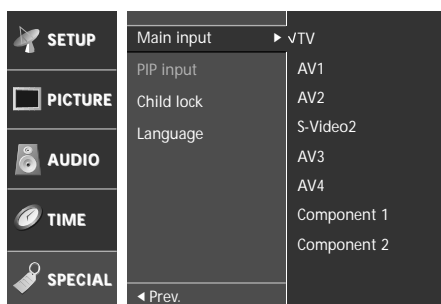 SETUP
PICTURE
AUDIO
TIME
SPECIAL
Main input ► √TV
PIP input
Child lock
Language
◄ Prev.
AV1
AV2
S-Video2
AV3
AV4
Component 1
Component 2